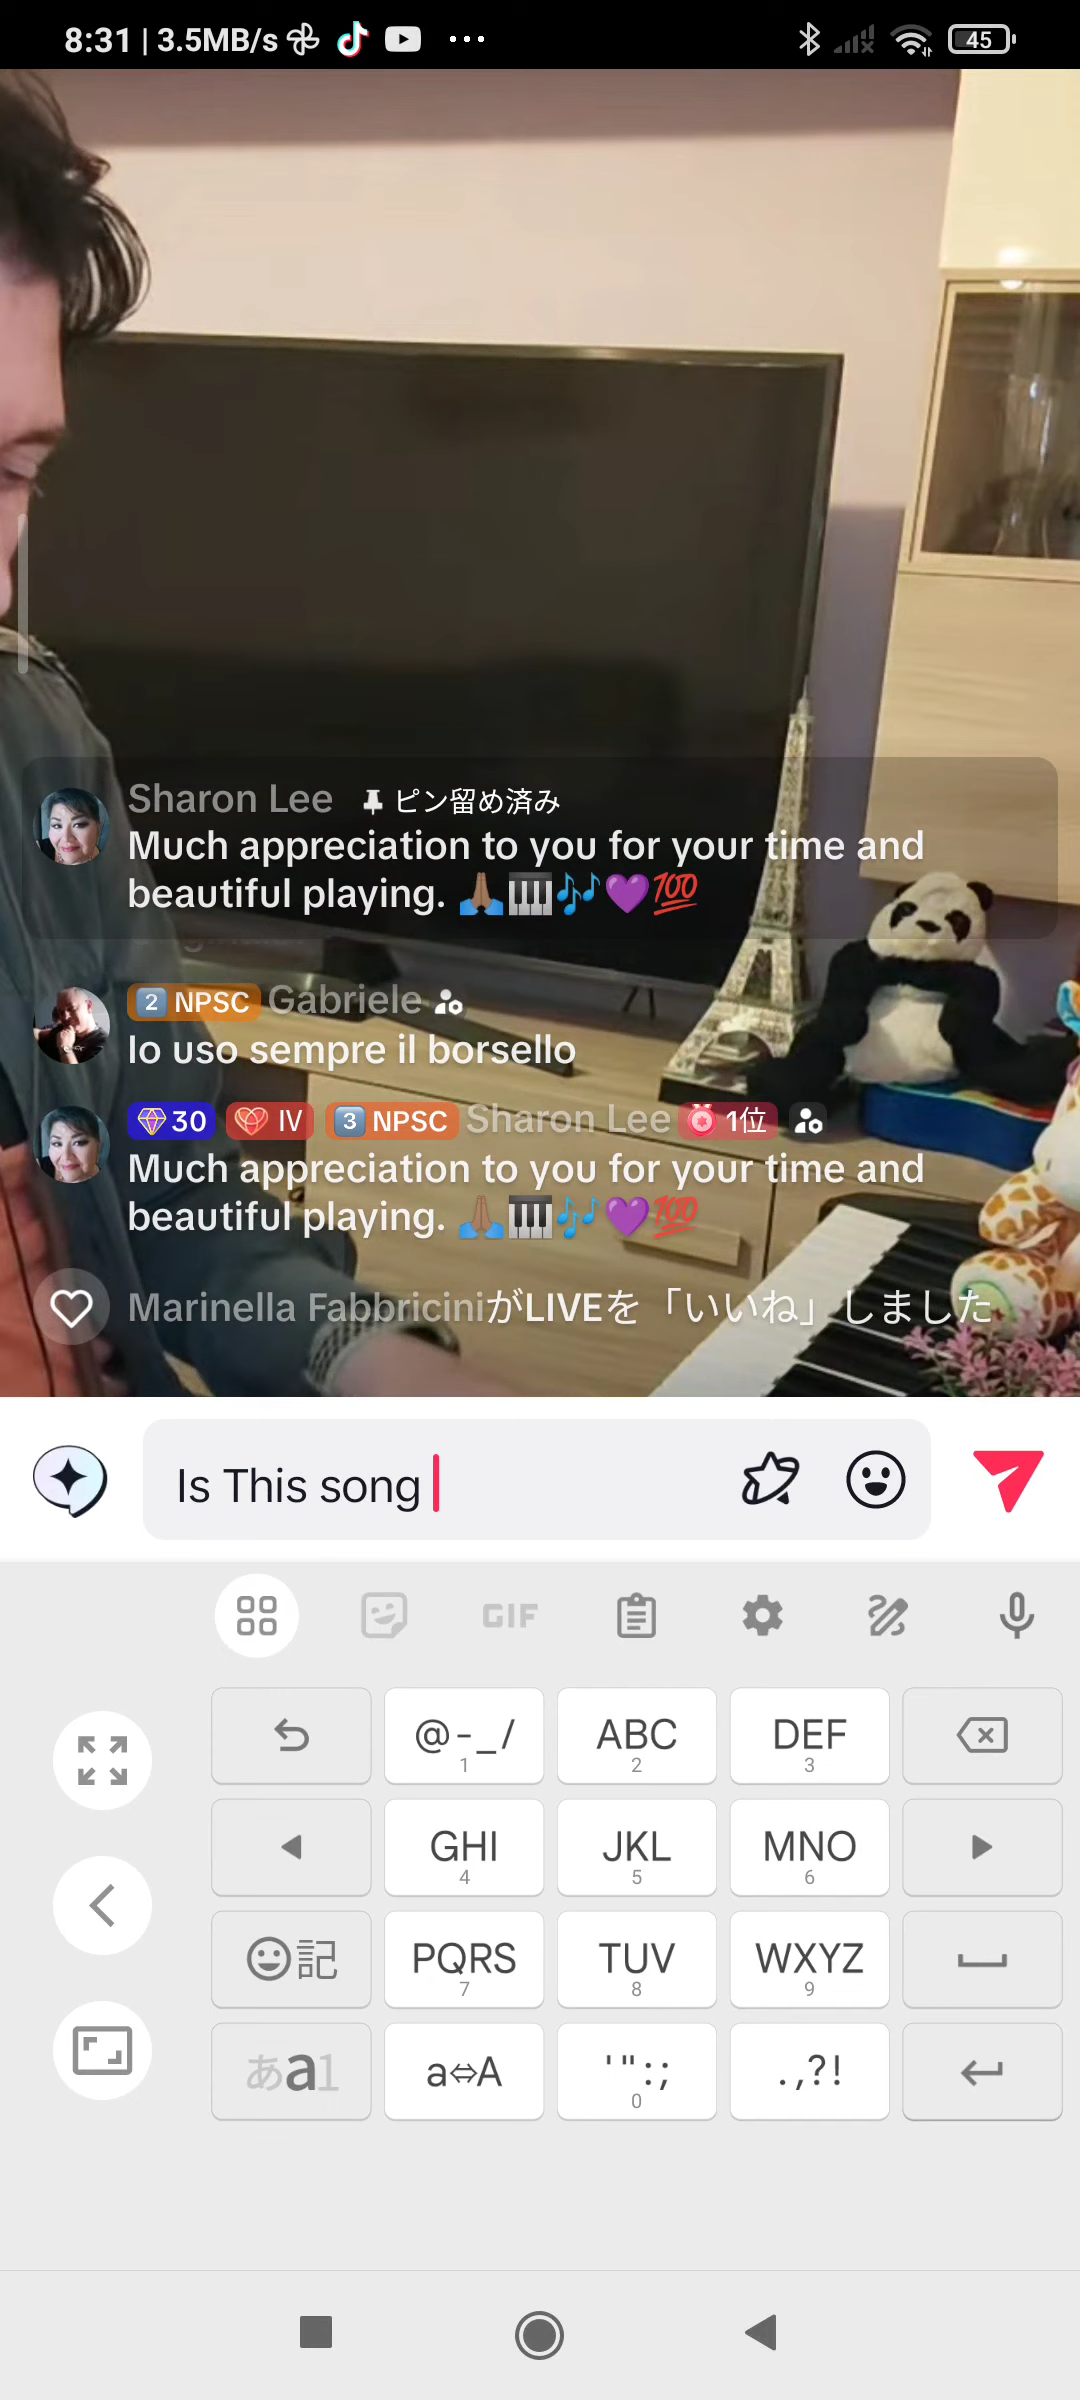 8:31 | 3.5MB/s
45
Sharon Lee ピン留め済み
Much appreciation to you for your time and
beautiful playing. 🙏🏽🎹🎶💜💯
2 NPSC Gabriele
Io uso sempre il borsello
30 IV 3 NPSC Sharon Lee 1位
Much appreciation to you for your time and
beautiful playing. 🙏🏽🎹🎶💜💯
Marinella FabbriciniがLIVEを「いいね」しました
Is This song
GIF
@-_/ ABC DEF
1 2 3
GHI JKL MNO
4 5 6
記 PQRS TUV WXYZ
7 8 9
あa1 a⇔A '":; .,?!
0